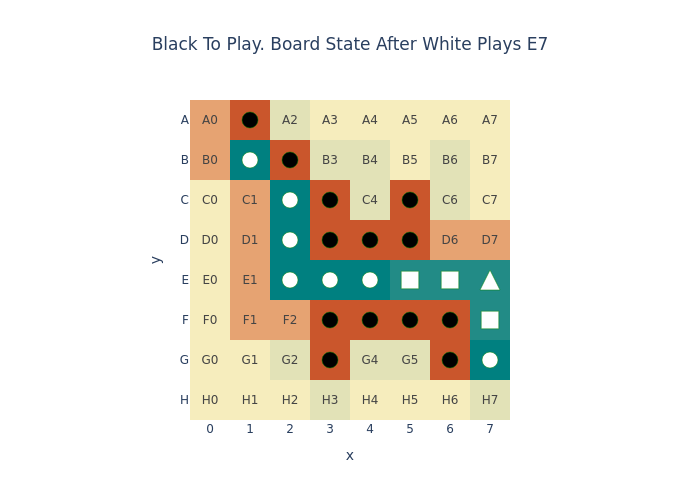 Black To Play. Board State After White Plays E7
A A0 A2 A3 A4 A5 A6 A7
B B0 B3 B4 B5 B6 B7
C C0 C1 C4 C6 C7
D D0 D1 D6 D7
y
E E0 E1
F F0 F1 F2
G G0 G1 G2 G4 G5
H H0 H1 H2 H3 H4 H5 H6 H7
0 1 2 3 4 5 6 7
x